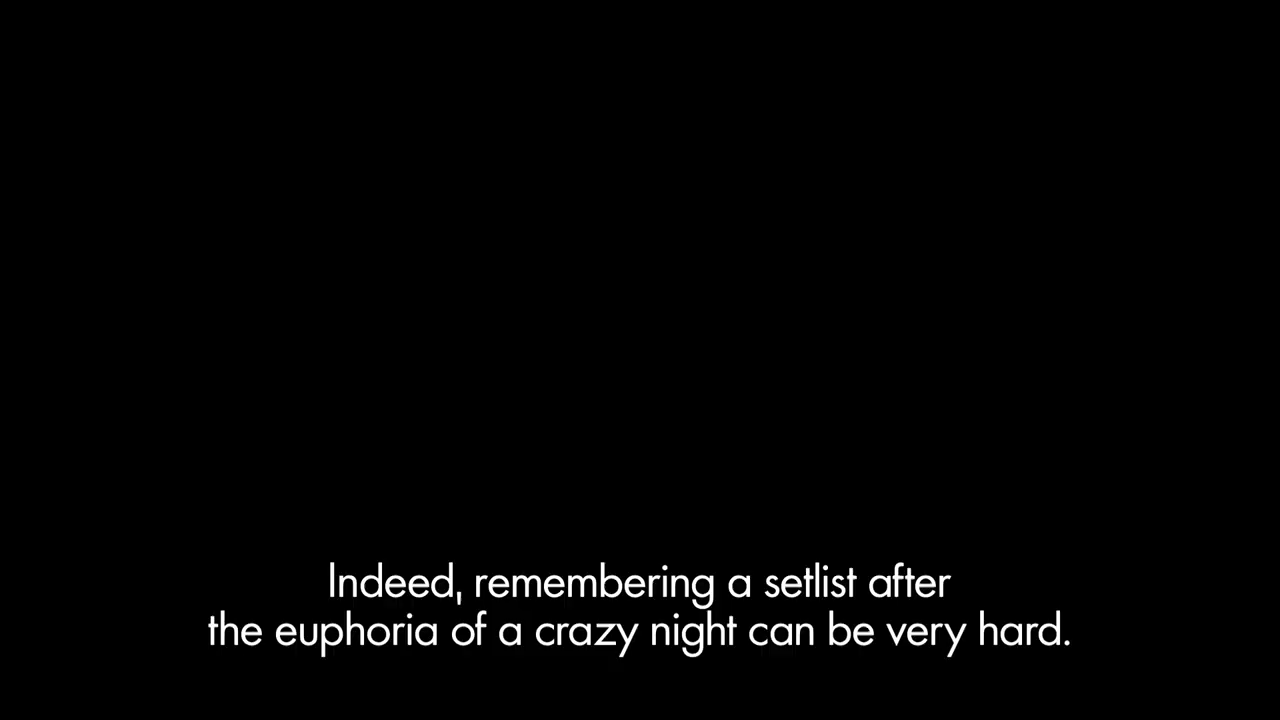 Indeed, remembering a setlist after
the euphoria of a crazy night can be very hard.